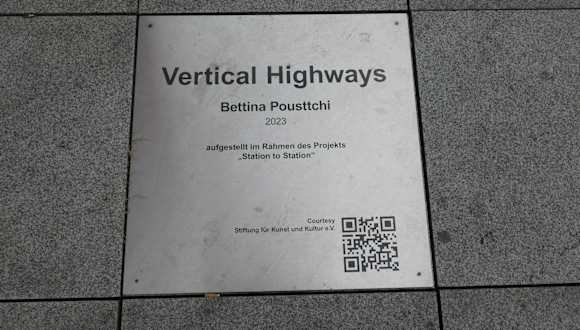 Vertical Highways
Bettina Pousttchi
2023
aufgestellt im Rahmen des Projekts
„Station to Station“
Courtesy
Stiftung für Kunst und Kultur e.V.